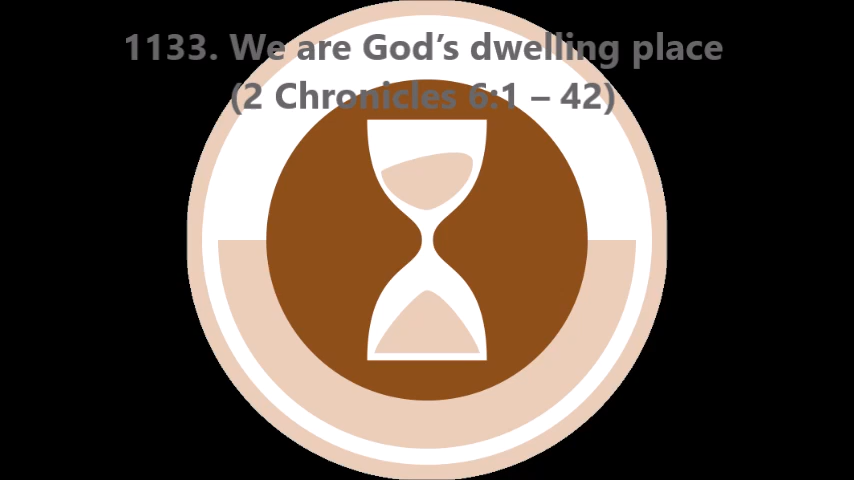 1133. We are God’s dwelling place
(2 Chronicles 6:1 – 42)